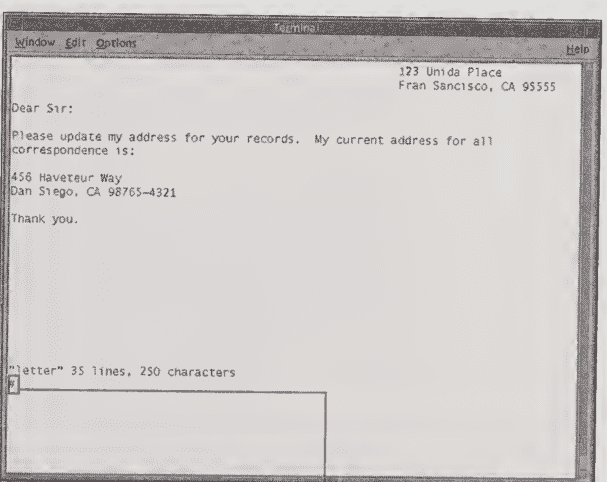 Terminal
Window Edit Options Help
123 Unida Place
Fran Sancisco, CA 95555
Dear Sir:
Please update my address for your records. My current address for all
correspondence is:
456 Haveteur Way
Dan Siego, CA 98765-4321
Thank you.
"letter" 35 lines, 250 characters
#